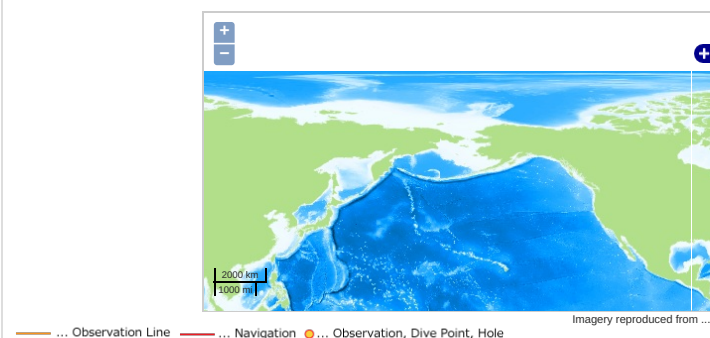 +
−
+
2000 km
1000 mi
Imagery reproduced from ...
... Observation Line ... Navigation ... Observation, Dive Point, Hole